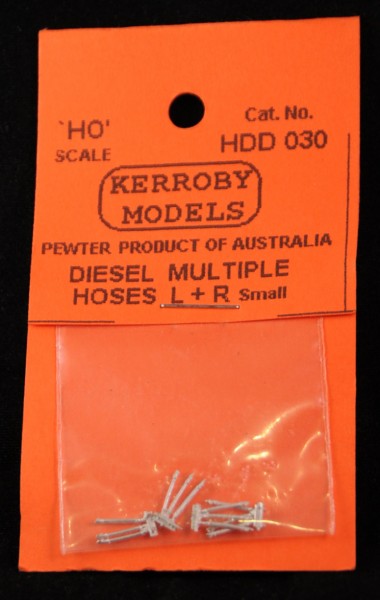 'HO'
SCALE
Cat. No.
HDD 030
KERROBY
MODELS
PEWTER PRODUCT OF AUSTRALIA
DIESEL MULTIPLE
HOSES L + R Small